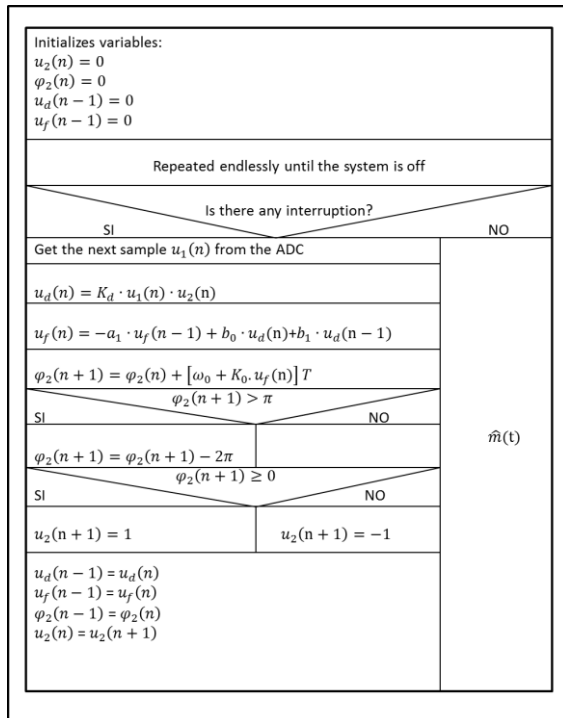 Initializes variables:
u₂(n) = 0
φ₂(n) = 0
u_d(n − 1) = 0
u_f(n − 1) = 0
Repeated endlessly until the system is off
Is there any interruption?
SI
NO
Get the next sample u₁(n) from the ADC
u_d(n) = K_d · u₁(n) · u₂(n)
u_f(n) = −a₁ · u_f(n − 1) + b₀ · u_d(n)+b₁ · u_d(n − 1)
φ₂(n + 1) = φ₂(n) + [ω₀ + K₀. u_f(n)] T
φ₂(n + 1) > π
SI
NO
φ₂(n + 1) = φ₂(n + 1) − 2π
φ₂(n + 1) ≥ 0
SI
NO
u₂(n + 1) = 1
u₂(n + 1) = −1
u_d(n − 1) = u_d(n)
u_f(n − 1) = u_f(n)
φ₂(n − 1) = φ₂(n)
u₂(n) = u₂(n + 1)
m̂(t)